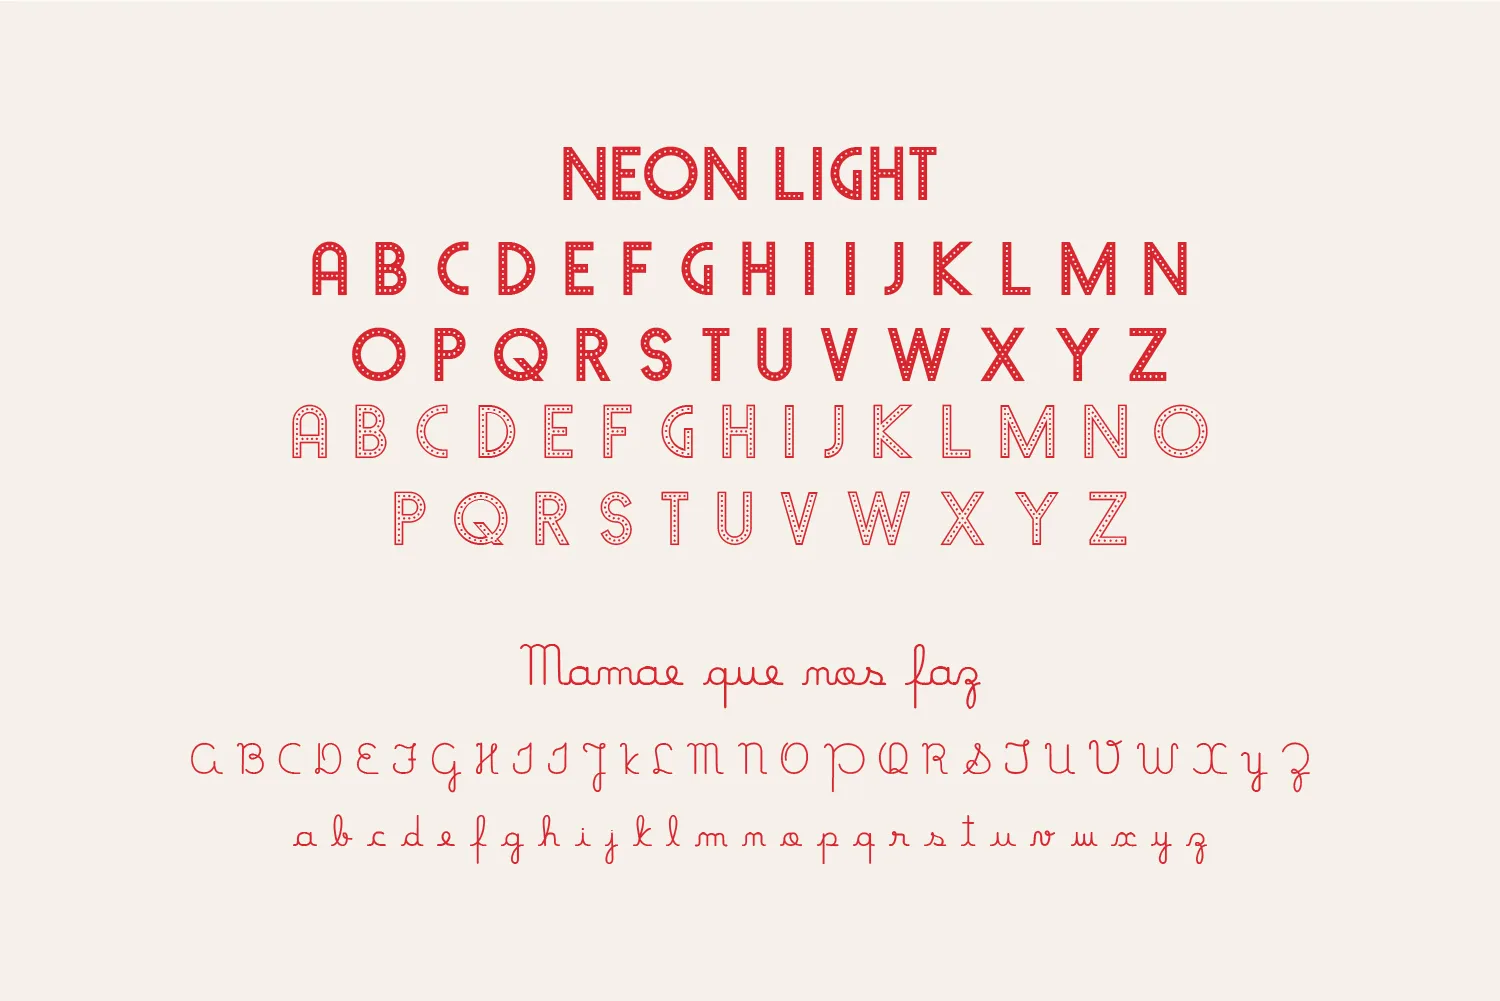 NEON LIGHT
A B C D E F G H I I J K L M N
O P Q R S T U V W X Y Z
A B C D E F G H I J K L M N O
P Q R S T U V W X Y Z
Mamae que nos faz
A B C D E F G H I I J K L M N O P Q R S T U V W X Y Z
a b c d e f g h i j k l m n o p q r s t u v w x y z